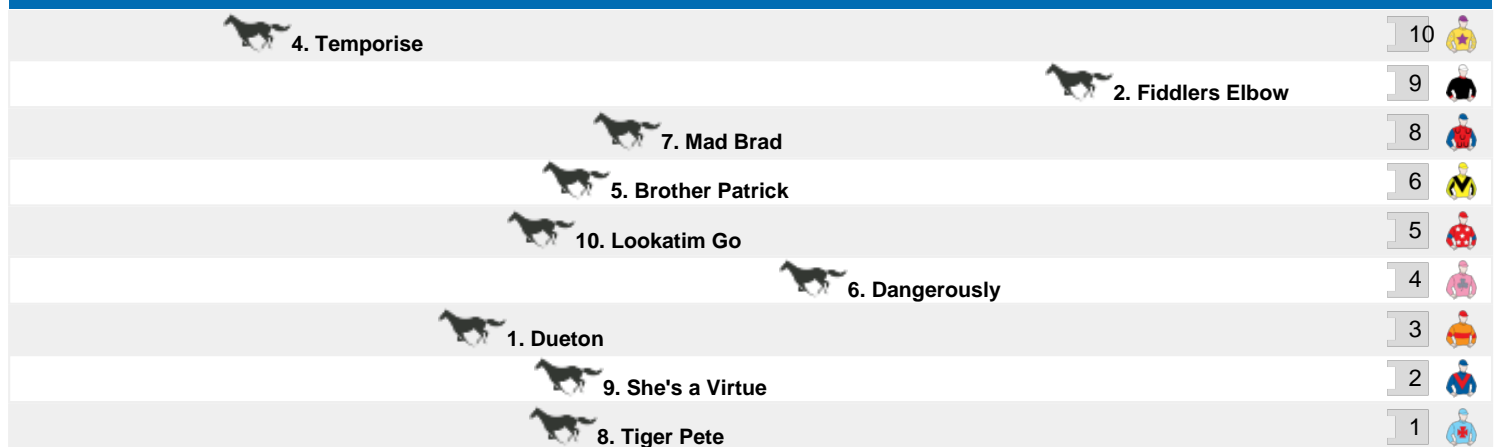 4. Temporise 10
2. Fiddlers Elbow 9
7. Mad Brad 8
5. Brother Patrick 6
10. Lookatim Go 5
6. Dangerously 4
1. Dueton 3
9. She's a Virtue 2
8. Tiger Pete 1